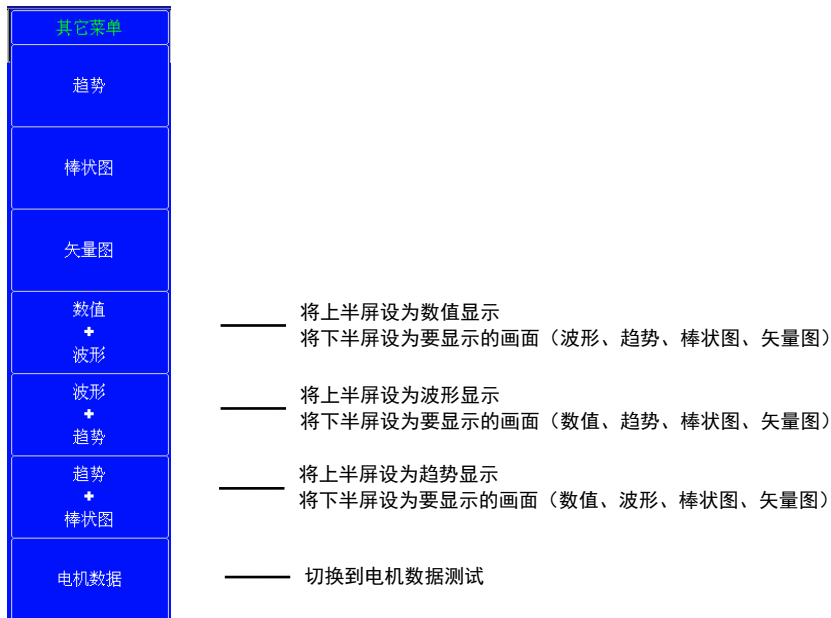 其它菜单
趋势
棒状图
矢量图
数值
+
波形
将上半屏设为数值显示
将下半屏设为要显示的画面（波形、趋势、棒状图、矢量图）
波形
+
趋势
将上半屏设为波形显示
将下半屏设为要显示的画面（数值、趋势、棒状图、矢量图）
趋势
+
棒状图
将上半屏设为趋势显示
将下半屏设为要显示的画面（数值、波形、棒状图、矢量图）
电机数据
切换到电机数据测试